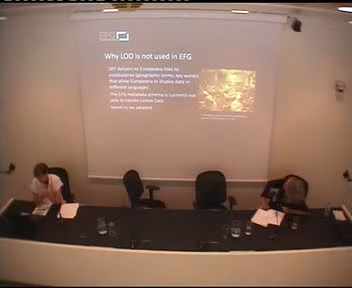 EFG
Why LOD is not used in EFG
DFF delivers to Europeana links to
vocabularies (geographic terms, key words)
that allow Europeana to display data in
different languages
The EFG metadata schema is currently not
able to handle Linked Data
Needs to be adapted